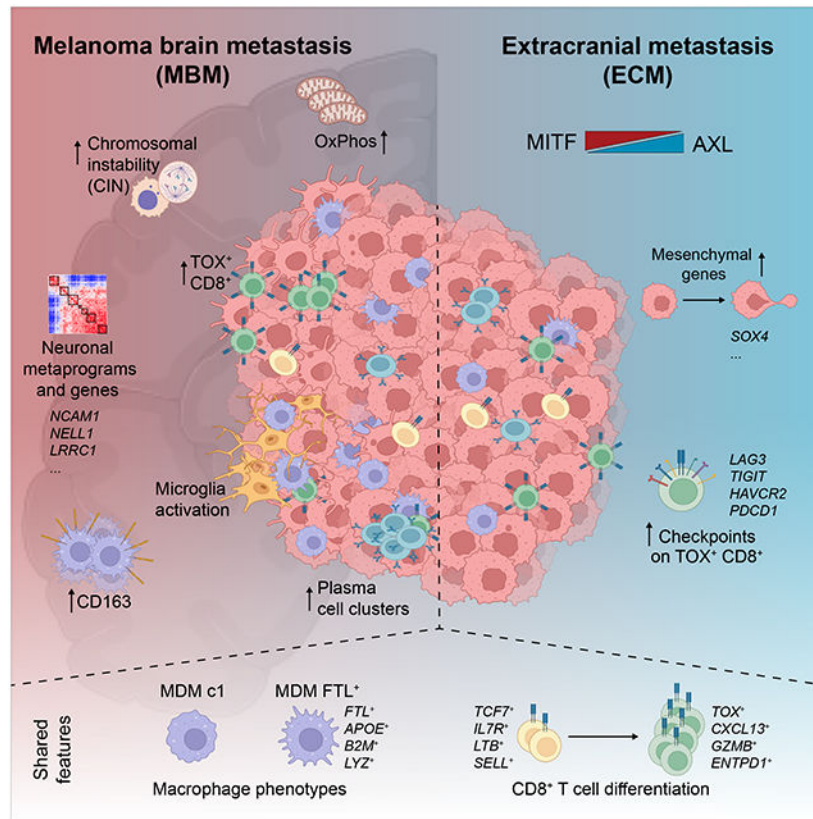 Melanoma brain metastasis
(MBM)
Extracranial metastasis
(ECM)
↑ Chromosomal
instability
(CIN)
OxPhos ↑
MITF
AXL
↑ TOX⁺
CD8⁺
Mesenchymal ↑
genes
SOX4
...
Neuronal
metaprograms
and genes
NCAM1
NELL1
LRRC1
...
Microglia
activation
LAG3
TIGIT
HAVCR2
PDCD1
↑ Checkpoints
on TOX⁺ CD8⁺
↑CD163
↑ Plasma
cell clusters
Shared
features
MDM c1
MDM FTL⁺
FTL⁺
APOE⁺
B2M⁺
LYZ⁺
Macrophage phenotypes
TCF7⁺
IL7R⁺
LTB⁺
SELL⁺
TOX⁺
CXCL13⁺
GZMB⁺
ENTPD1⁺
CD8⁺ T cell differentiation